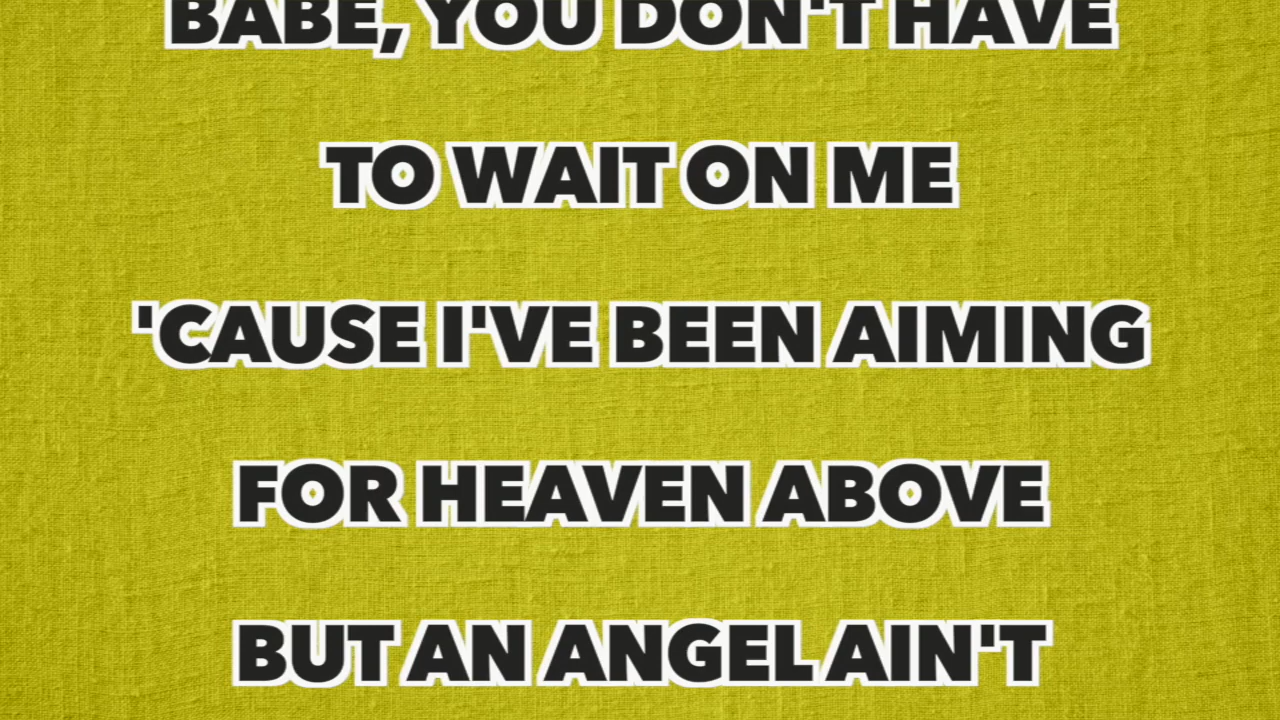 BABE, YOU DON'T HAVE
TO WAIT ON ME
'CAUSE I'VE BEEN AIMING
FOR HEAVEN ABOVE
BUT AN ANGEL AIN'T